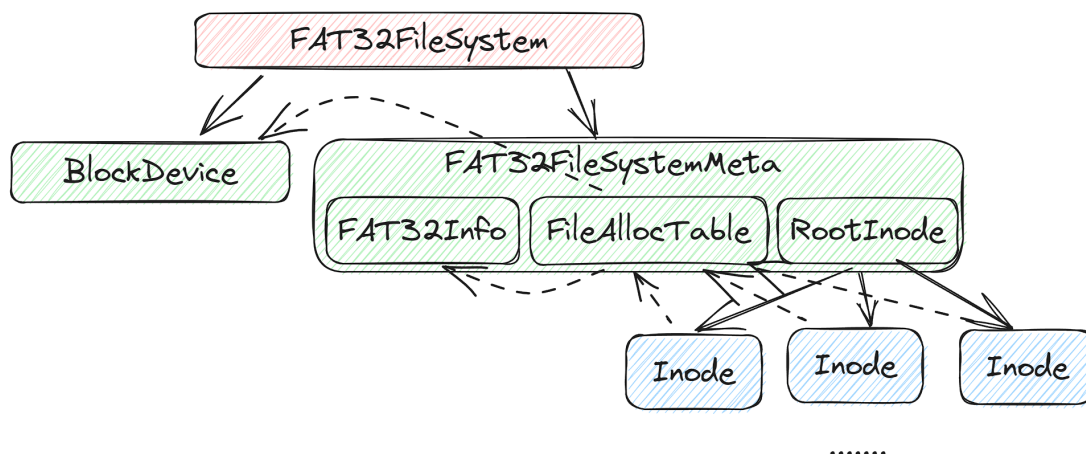 FAT32FileSystem
BlockDevice
FAT32FileSystemMeta
FAT32Info
FileAllocTable
RootInode
Inode
Inode
Inode